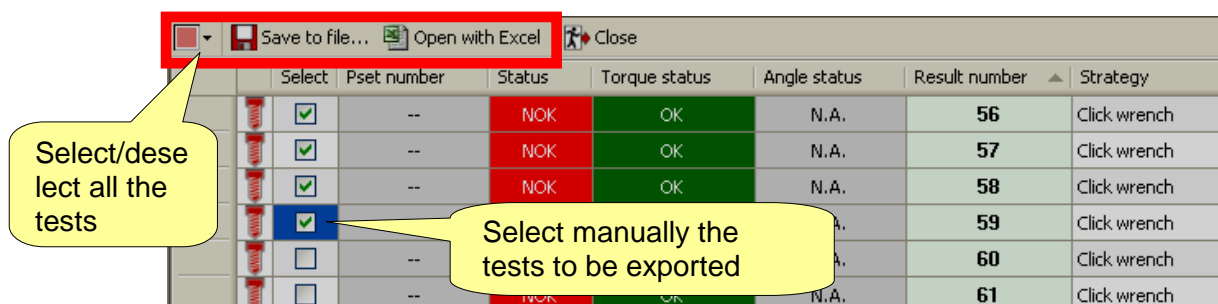 Save to file... Open with Excel Close
Select Pset number Status Torque status Angle status Result number Strategy
-- NOK OK N.A. 56 Click wrench
-- NOK OK N.A. 57 Click wrench
Select/dese
lect all the
tests
-- NOK OK N.A. 58 Click wrench
59 Click wrench
Select manually the
tests to be exported
-- 60 Click wrench
-- NOK OK N.A. 61 Click wrench